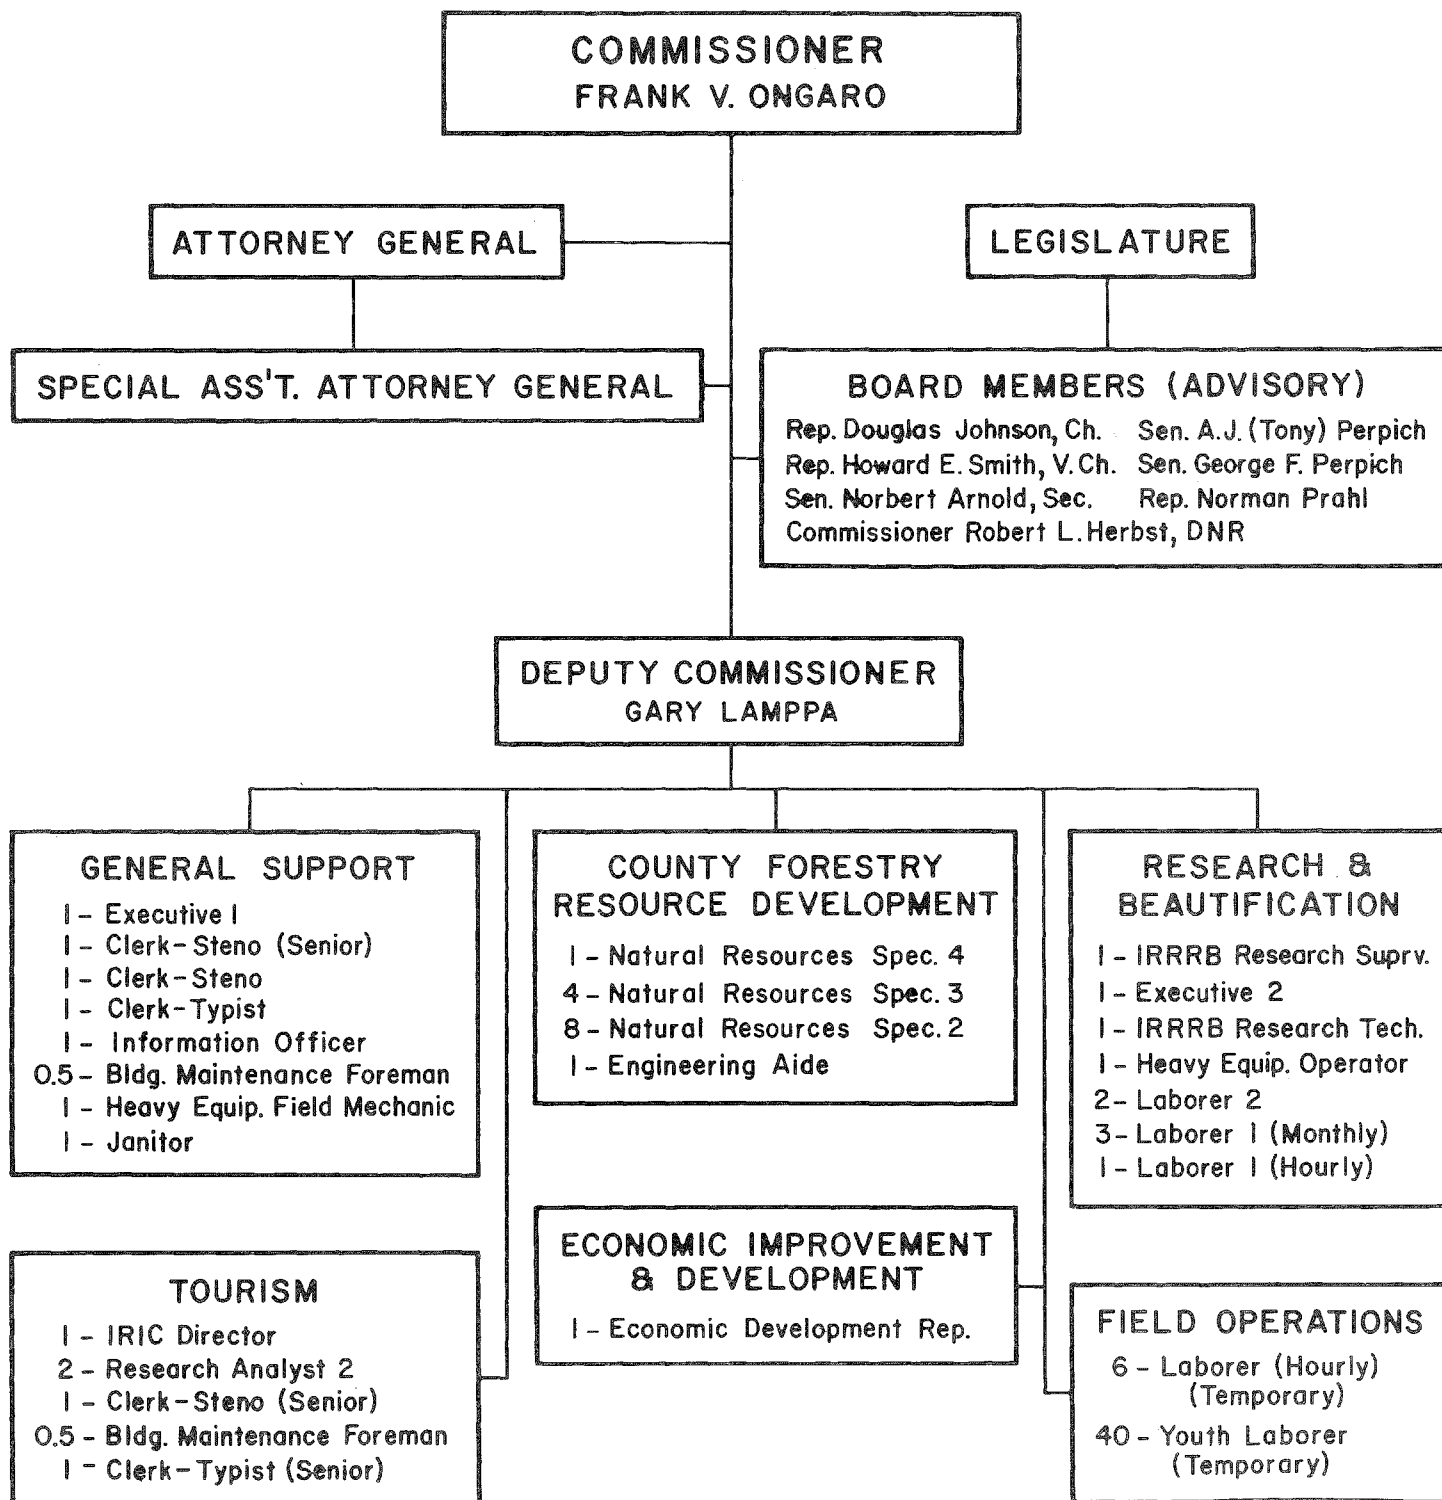 COMMISSIONER
FRANK V. ONGARO
ATTORNEY GENERAL
LEGISLATURE
SPECIAL ASS'T. ATTORNEY GENERAL
BOARD MEMBERS (ADVISORY)
Rep. Douglas Johnson, Ch. Sen. A.J. (Tony) Perpich
Rep. Howard E. Smith, V. Ch. Sen. George F. Perpich
Sen. Norbert Arnold, Sec. Rep. Norman Prahl
Commissioner Robert L. Herbst, DNR
DEPUTY COMMISSIONER
GARY LAMPPA
GENERAL SUPPORT
1 - Executive 1
1 - Clerk-Steno (Senior)
1 - Clerk-Steno
1 - Clerk-Typist
1 - Information Officer
0.5 - Bldg. Maintenance Foreman
1 - Heavy Equip. Field Mechanic
1 - Janitor
COUNTY FORESTRY
RESOURCE DEVELOPMENT
1 - Natural Resources Spec. 4
4 - Natural Resources Spec. 3
8 - Natural Resources Spec. 2
1 - Engineering Aide
RESEARCH &
BEAUTIFICATION
1 - IRRRB Research Suprv.
1 - Executive 2
1 - IRRRB Research Tech.
1 - Heavy Equip. Operator
2 - Laborer 2
3 - Laborer 1 (Monthly)
1 - Laborer 1 (Hourly)
TOURISM
1 - IRIC Director
2 - Research Analyst 2
1 - Clerk-Steno (Senior)
0.5 - Bldg. Maintenance Foreman
1 - Clerk-Typist (Senior)
ECONOMIC IMPROVEMENT
& DEVELOPMENT
1 - Economic Development Rep.
FIELD OPERATIONS
6 - Laborer (Hourly)
(Temporary)
40 - Youth Laborer
(Temporary)